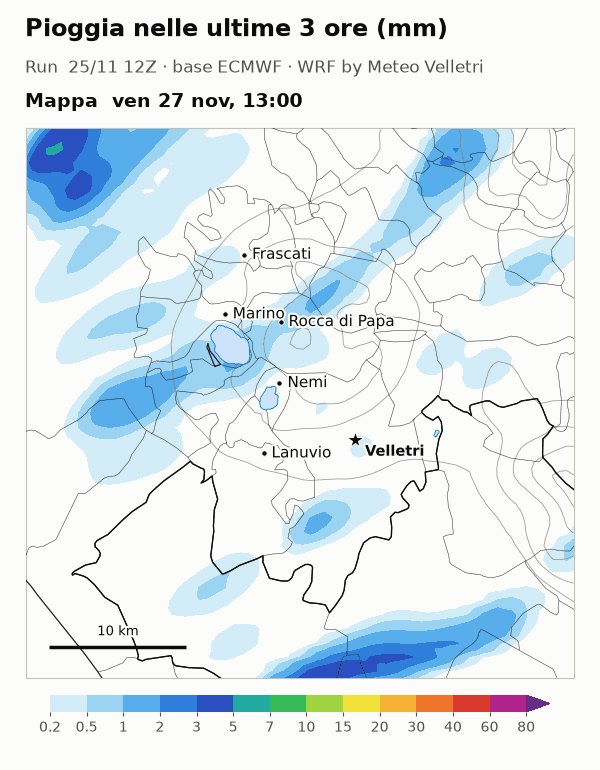 Pioggia nelle ultime 3 ore (mm)
Run  25/11 12Z · base ECMWF · WRF by Meteo Velletri
Mappa  ven 27 nov, 13:00
Frascati
Marino
Rocca di Papa
Nemi
Velletri
Lanuvio
10 km
0.2 0.5 1 2 3 5 7 10 15 20 30 40 60 80